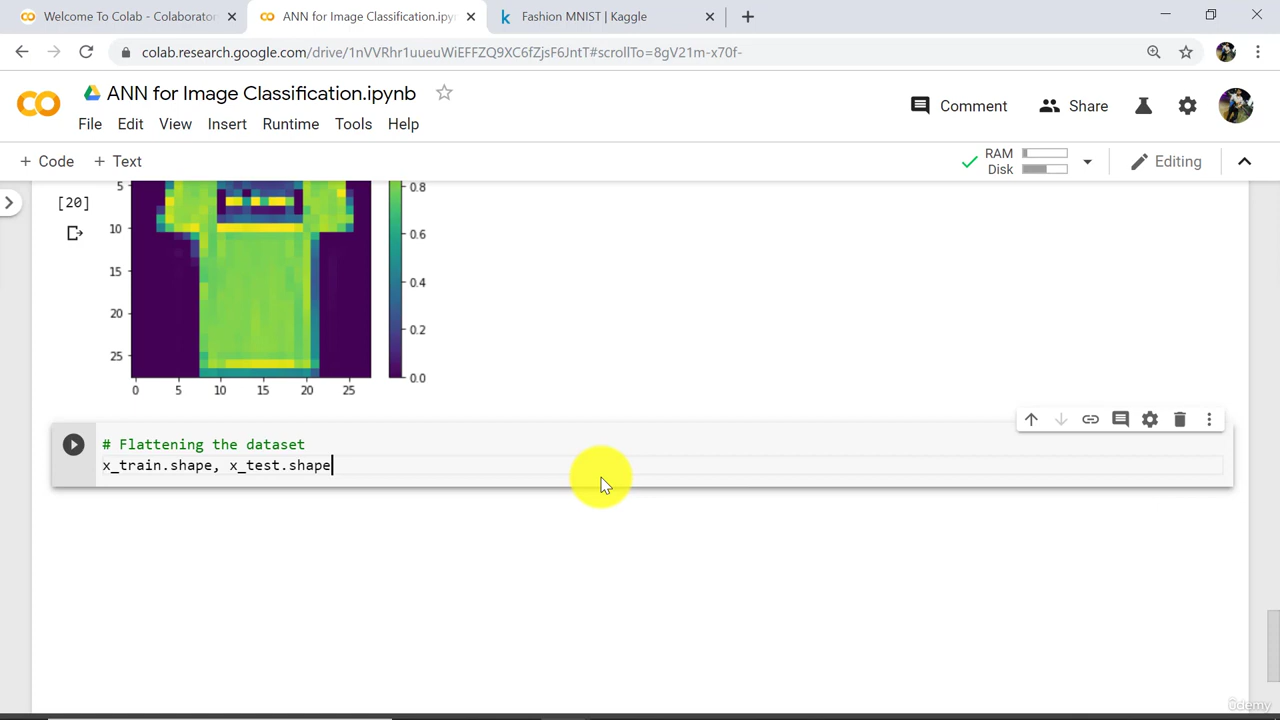 Welcome To Colab - Colaborator
ANN for Image Classification.ipyn
Fashion MNIST | Kaggle
colab.research.google.com/drive/1nVVRhr1uueuWiEFFZQ9XC6fZjsF6JntT#scrollTo=8gV21m-x70f-
ANN for Image Classification.ipynb
Comment
Share
File
Edit
View
Insert
Runtime
Tools
Help
+ Code
+ Text
RAM
Disk
Editing
[20]
5
10
15
20
25
0 5 10 15 20 25
0.8
0.6
0.4
0.2
0.0
# Flattening the dataset
x_train.shape, x_test.shape
ûdemy